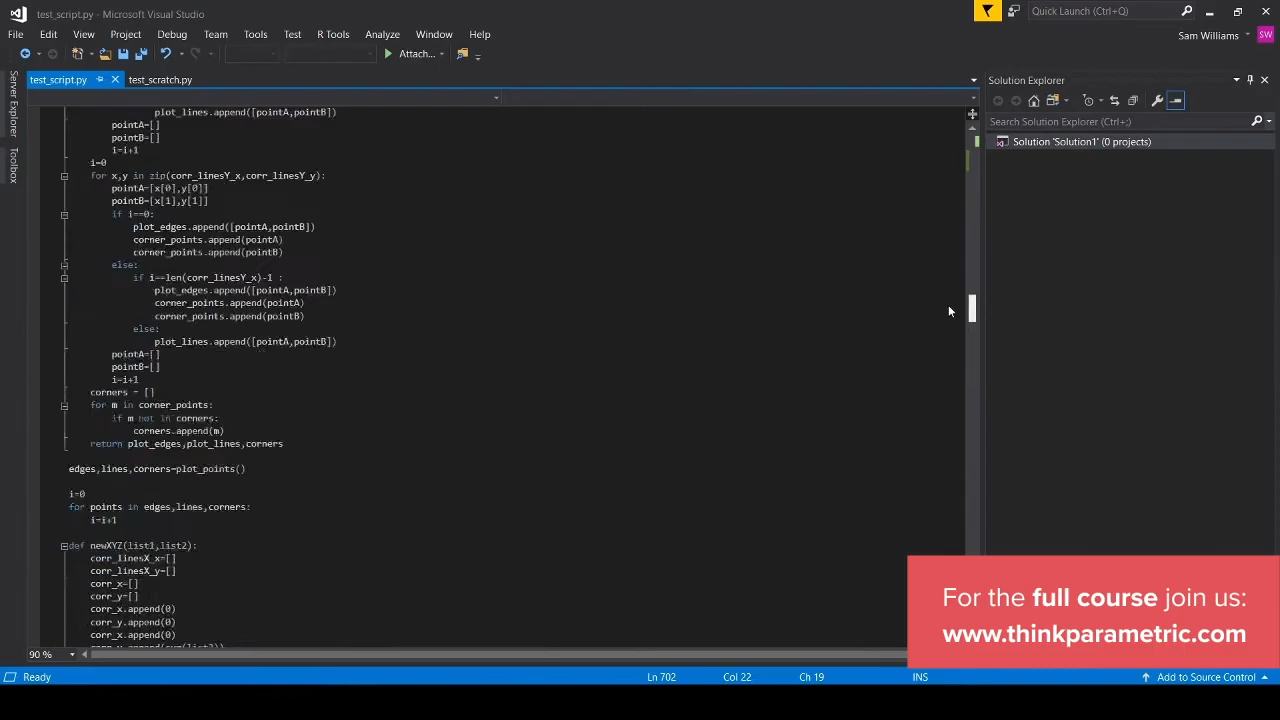 test_script.py - Microsoft Visual Studio
Quick Launch (Ctrl+Q)
File Edit View Project Debug Team Tools Test R Tools Analyze Window Help
Sam Williams SW
Attach...
Server Explorer
Toolbox
test_script.py
test_scratch.py
plot_lines.append([pointA,pointB])
pointA=[]
pointB=[]
i=i+1
i=0
for x,y in zip(corr_linesY_x,corr_linesY_y):
pointA=[x[0],y[0]]
pointB=[x[1],y[1]]
if i==0:
plot_edges.append([pointA,pointB])
corner_points.append(pointA)
corner_points.append(pointB)
else:
if i==len(corr_linesY_x)-1 :
plot_edges.append([pointA,pointB])
corner_points.append(pointA)
corner_points.append(pointB)
else:
plot_lines.append([pointA,pointB])
pointA=[]
pointB=[]
i=i+1
corners = []
for m in corner_points:
if m not in corners:
corners.append(m)
return plot_edges,plot_lines,corners
edges,lines,corners=plot_points()
i=0
for points in edges,lines,corners:
i=i+1
def newXYZ(list1,list2):
corr_linesX_x=[]
corr_linesX_y=[]
corr_x=[]
corr_y=[]
corr_x.append(0)
corr_y.append(0)
corr_x.append(0)
Solution Explorer
Search Solution Explorer (Ctrl+;)
Solution 'Solution1' (0 projects)
For the full course join us:
www.thinkparametric.com
90 %
Ready
Ln 702
Col 22
Ch 19
INS
Add to Source Control